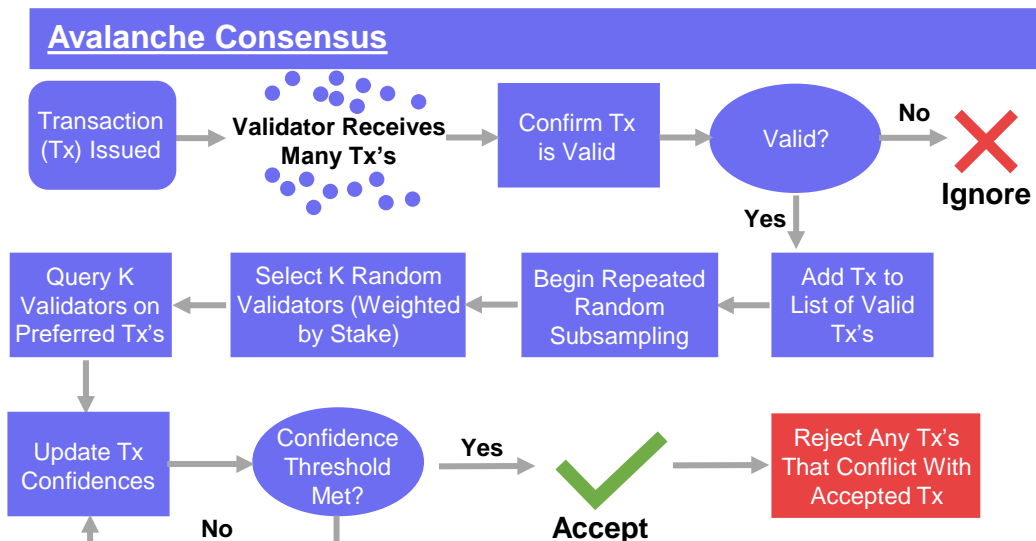 Avalanche Consensus
Transaction
(Tx) Issued
Validator Receives
Many Tx's
Confirm Tx
is Valid
Valid?
No
Ignore
Yes
Add Tx to
List of Valid
Tx's
Begin Repeated
Random
Subsampling
Select K Random
Validators (Weighted
by Stake)
Query K
Validators on
Preferred Tx's
Update Tx
Confidences
Confidence
Threshold
Met?
Yes
Accept
Reject Any Tx's
That Conflict With
Accepted Tx
No